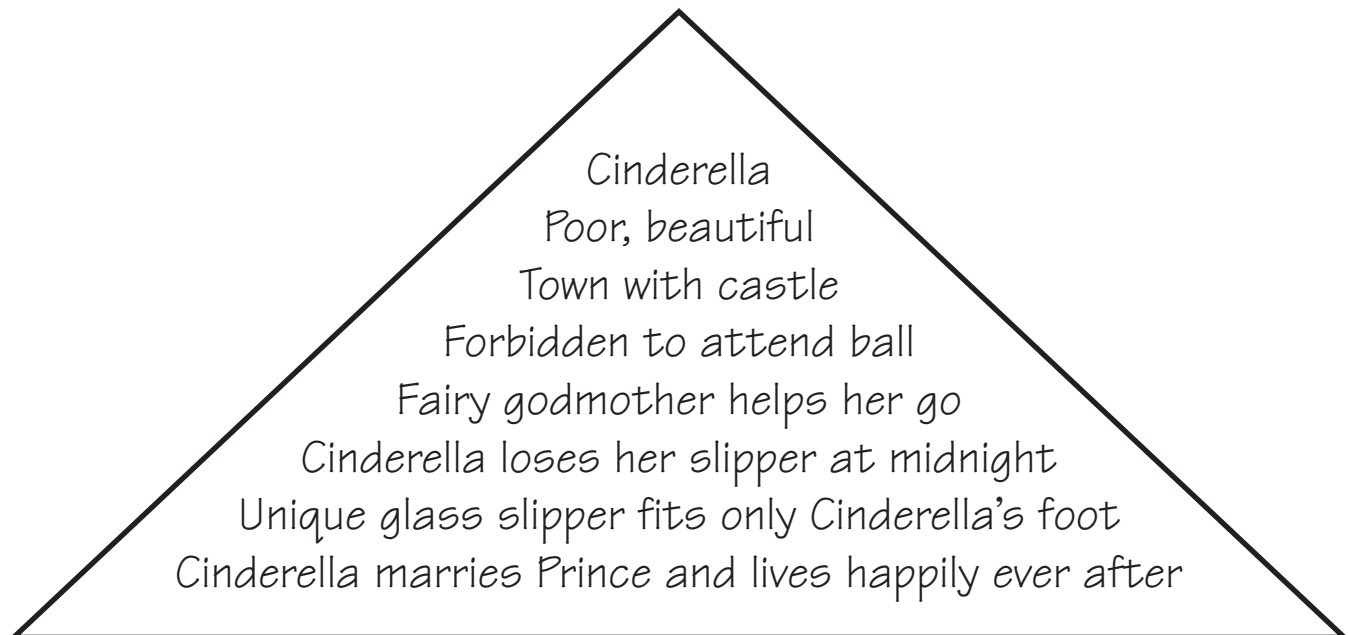 Cinderella
Poor, beautiful
Town with castle
Forbidden to attend ball
Fairy godmother helps her go
Cinderella loses her slipper at midnight
Unique glass slipper fits only Cinderella’s foot
Cinderella marries Prince and lives happily ever after